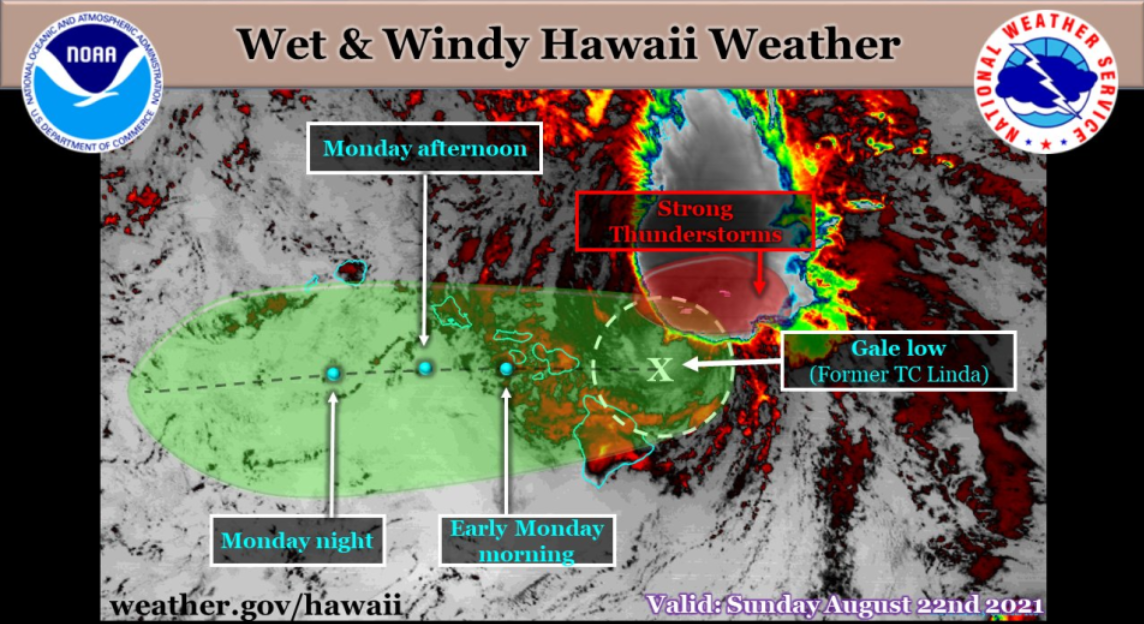 Wet & Windy Hawaii Weather
NATIONAL OCEANIC AND ATMOSPHERIC ADMINISTRATION
NOAA
U.S. DEPARTMENT OF COMMERCE
NATIONAL WEATHER SERVICE
Monday afternoon
Strong
Thunderstorms
Gale low
(Former TC Linda)
X
Monday night
Early Monday
morning
weather.gov/hawaii
Valid: Sunday August 22nd 2021